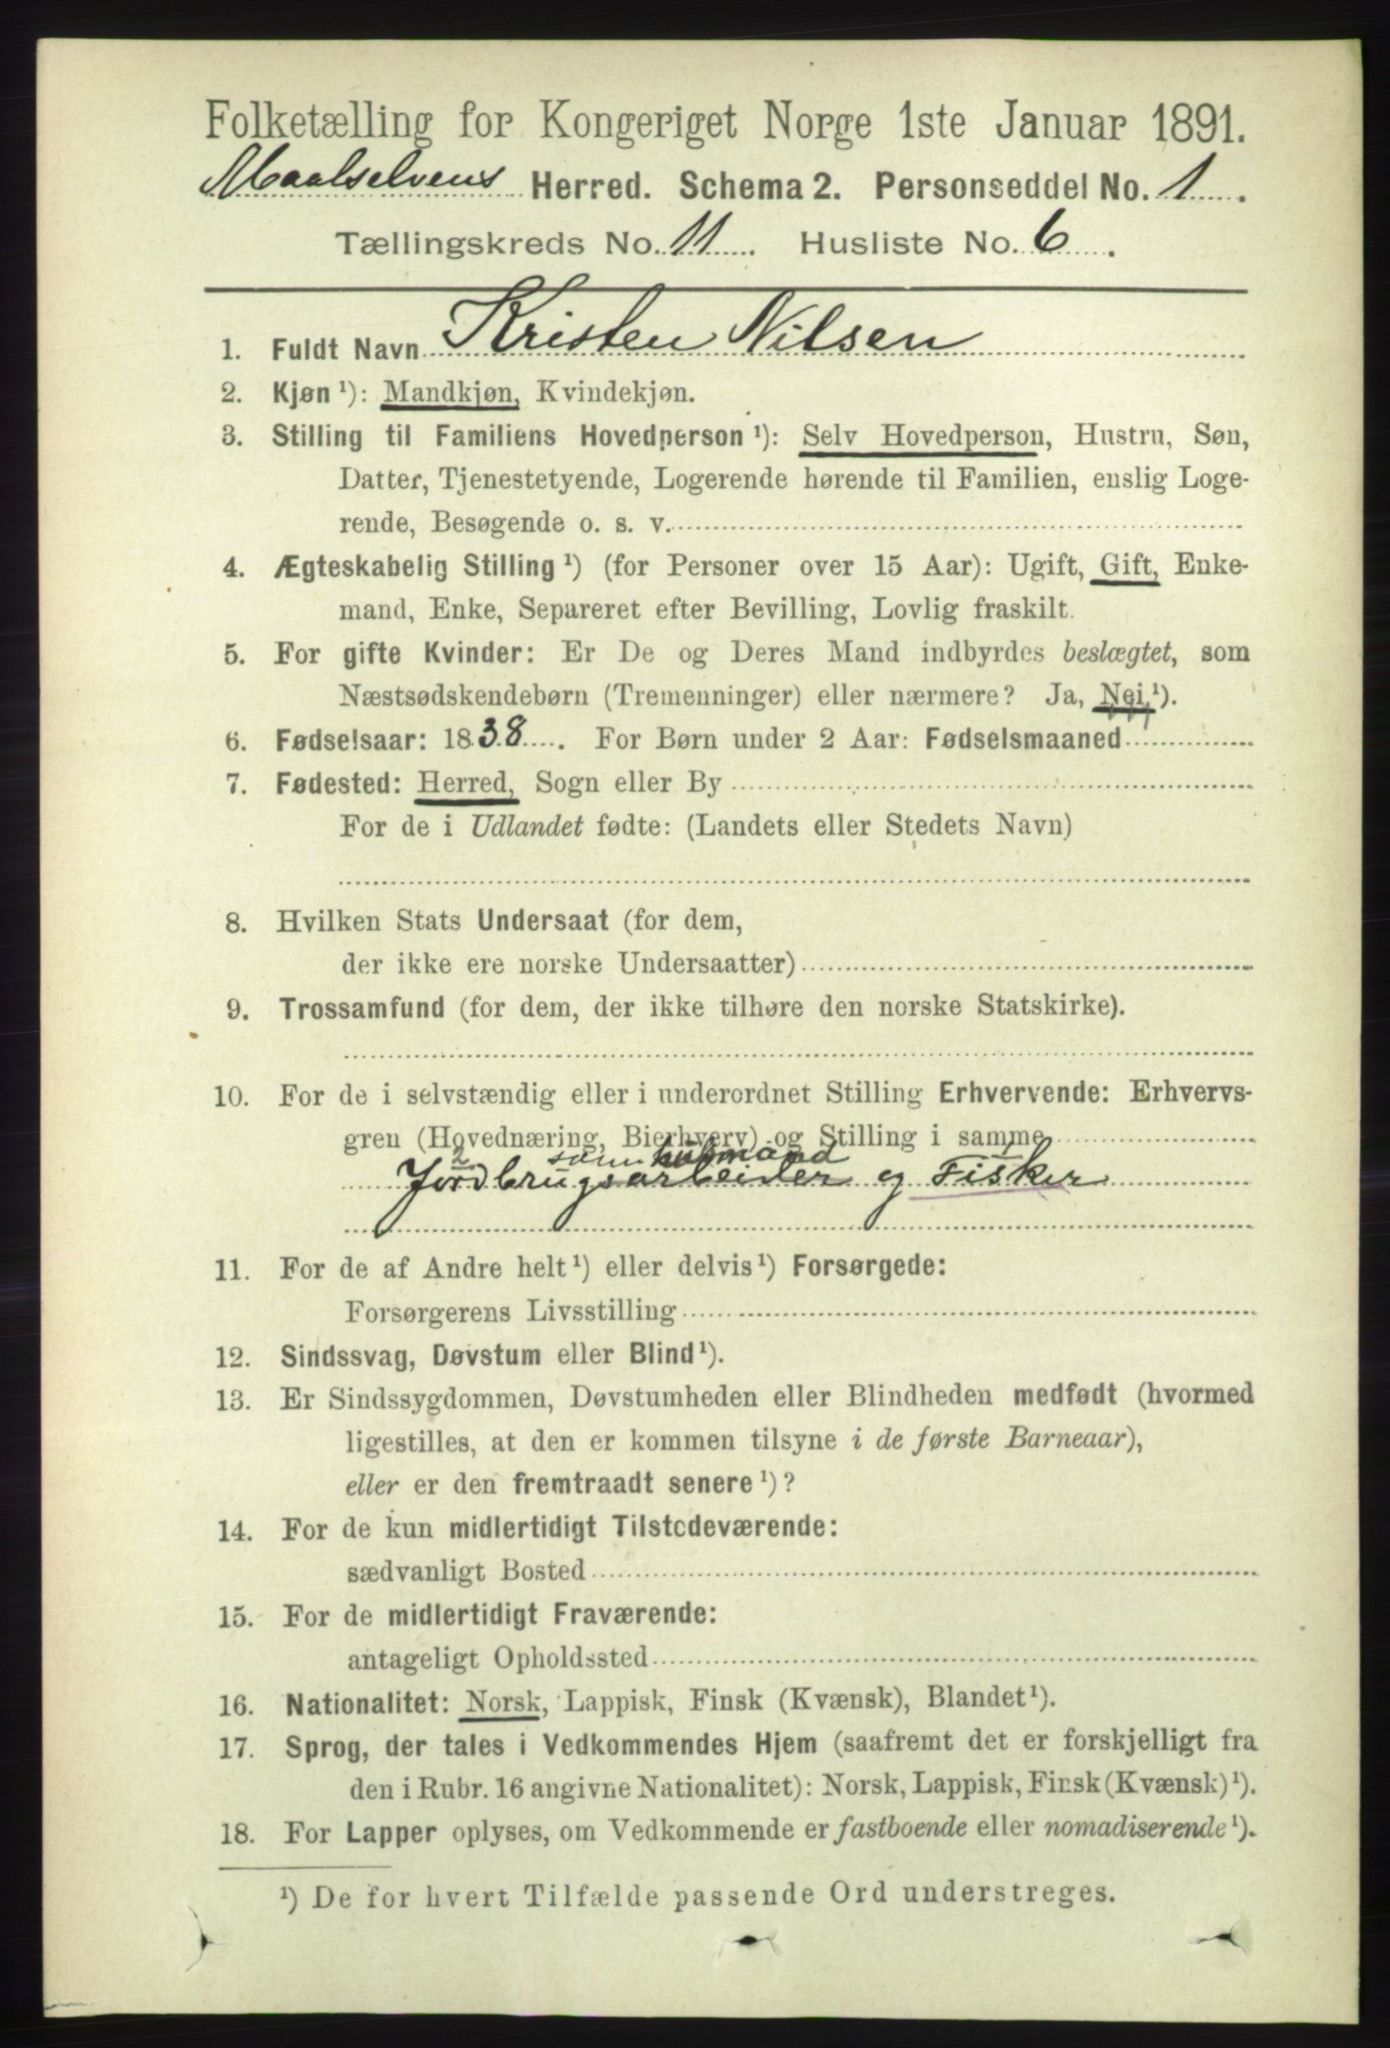 Folketælling for Kongeriget Norge 1ste Januar 1891.
Maalselvens Herred. Schema 2. Personseddel No. 1.
Tællingskreds No. 11. Husliste No. 6.
1. Fuldt Navn Kristen Nilsen
2. Kjøn ¹): Mandkjøn, Kvindekjøn.
3. Stilling til Familiens Hovedperson ¹): Selv Hovedperson, Hustru, Søn,
Datter, Tjenestetyende, Logerende hørende til Familien, enslig Loge-
rende, Besøgende o. s. v.
4. Ægteskabelig Stilling ¹) (for Personer over 15 Aar): Ugift, Gift, Enke-
mand, Enke, Separeret efter Bevilling, Lovlig fraskilt.
5. For gifte Kvinder: Er De og Deres Mand indbyrdes beslægtet, som
Næstsødskendebørn (Tremenninger) eller nærmere? Ja, Nei ¹).
6. Fødselsaar: 1838. For Børn under 2 Aar: Fødselsmaaned
7. Fødested: Herred, Sogn eller By
For de i Udlandet fødte: (Landets eller Stedets Navn)
8. Hvilken Stats Undersaat (for dem,
der ikke ere norske Undersaatter)
9. Trossamfund (for dem, der ikke tilhøre den norske Statskirke).
10. For de i selvstændig eller i underordnet Stilling Erhvervende: Erhvervs-
gren (Hovednæring, Bierhverv) og Stilling i samme
2 som husmand 1
Jordbrugsarbeider og Fisker
11. For de af Andre helt ¹) eller delvis ¹) Forsørgede:
Forsørgerens Livsstilling
12. Sindssvag, Døvstum eller Blind ¹).
13. Er Sindssygdommen, Døvstumheden eller Blindheden medfødt (hvormed
ligestilles, at den er kommen tilsyne i de første Barneaar),
eller er den fremtraadt senere ¹)?
14. For de kun midlertidigt Tilstedeværende:
sædvanligt Bosted
15. For de midlertidigt Fraværende:
antageligt Opholdssted
16. Nationalitet: Norsk, Lappisk, Finsk (Kvænsk), Blandet ¹).
17. Sprog, der tales i Vedkommendes Hjem (saafremt det er forskjelligt fra
den i Rubr. 16 angivne Nationalitet): Norsk, Lappisk, Finsk (Kvænsk) ¹).
18. For Lapper oplyses, om Vedkommende er fastboende eller nomadiserende ¹).
¹) De for hvert Tilfælde passende Ord understreges.